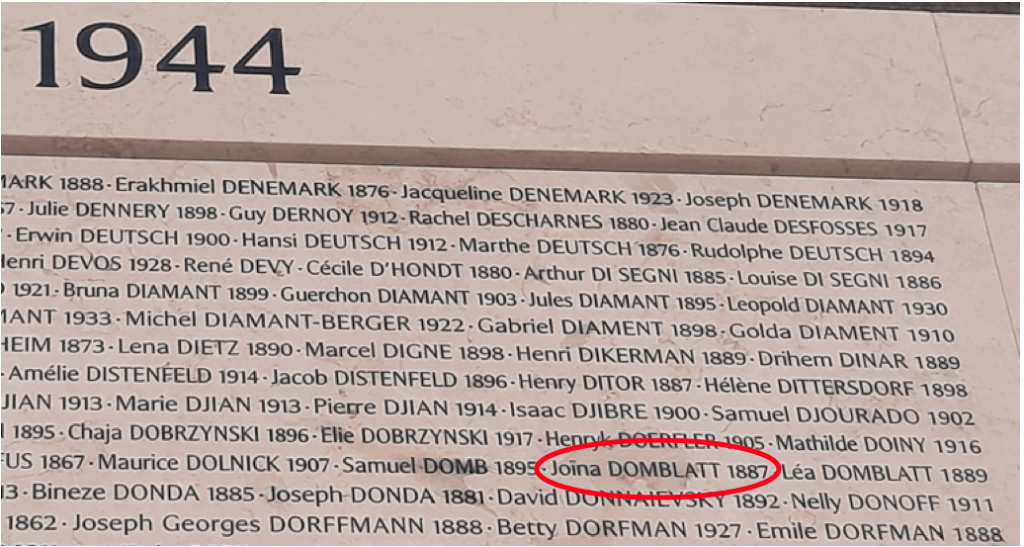 1944
MARK 1888·Erakhmiel DENEMARK 1876·Jacqueline DENEMARK 1923·Joseph DENEMARK 1918
57·Julie DENNERY 1898·Guy DERNOY 1912·Rachel DESCHARNES 1880·Jean Claude DESFOSSES 1917
·Erwin DEUTSCH 1900·Hansi DEUTSCH 1912·Marthe DEUTSCH 1876·Rudolphe DEUTSCH 1894
Henri DEVOS 1928·René DEVY·Cécile D'HONDT 1880·Arthur DI SEGNI 1885·Louise DI SEGNI 1886
1921·Bruna DIAMANT 1899·Guerchon DIAMANT 1903·Jules DIAMANT 1895·Leopold DIAMANT 1930
MANT 1933·Michel DIAMANT-BERGER 1922·Gabriel DIAMENT 1898·Golda DIAMENT 1910
HEIM 1873·Lena DIETZ 1890·Marcel DIGNE 1898·Henri DIKERMAN 1889·Drihem DINAR 1889
·Amélie DISTENFELD 1914·Jacob DISTENFELD 1896·Henry DITOR 1887·Hélène DITTERSDORF 1898
DJIAN 1913·Marie DJIAN 1913·Pierre DJIAN 1914·Isaac DJIBRE 1900·Samuel DJOURADO 1902
1895·Chaja DOBRZYNSKI 1896·Elie DOBRZYNSKI 1917·Henryk DOERFLER 1905·Mathilde DOINY 1916
FUS 1867·Maurice DOLNICK 1907·Samuel DOMB 1895·Joïna DOMBLATT 1887·Léa DOMBLATT 1889
13·Bineze DONDA 1885·Joseph DONDA 1881·David DONNAIEVSKY 1892·Nelly DONOFF 1911
1862·Joseph Georges DORFFMANN 1888·Betty DORFMAN 1927·Emile DORFMAN 1888